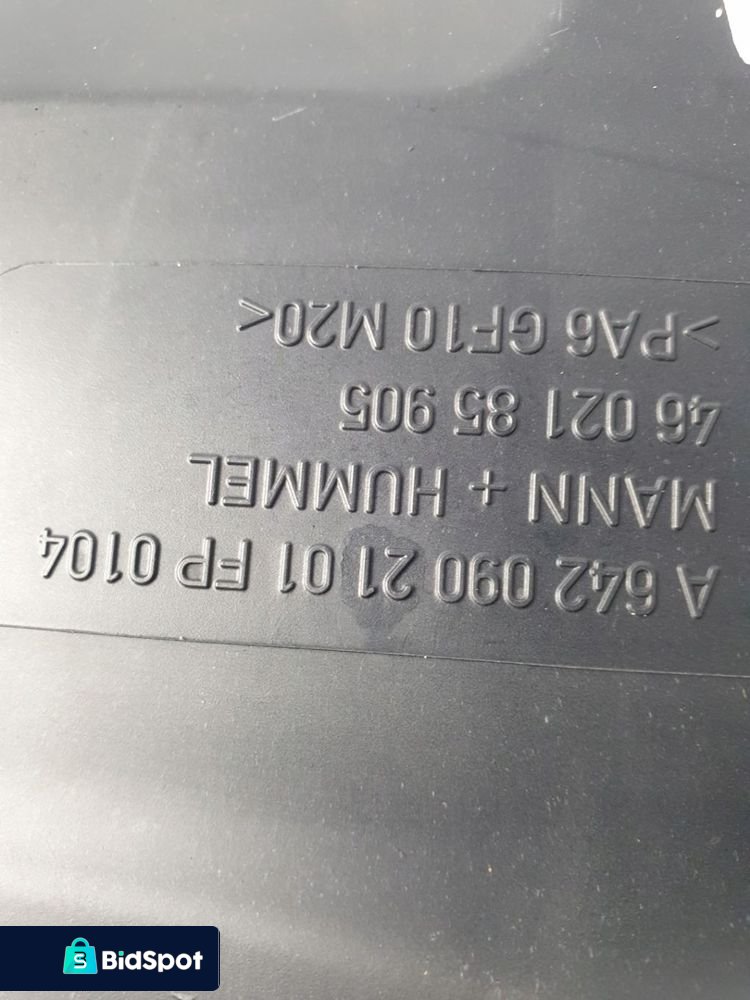 A 642 090 21 01 FP 0104
MANN + HUMMEL
46 021 85 905
>PA6 GF10 M20<
BidSpot